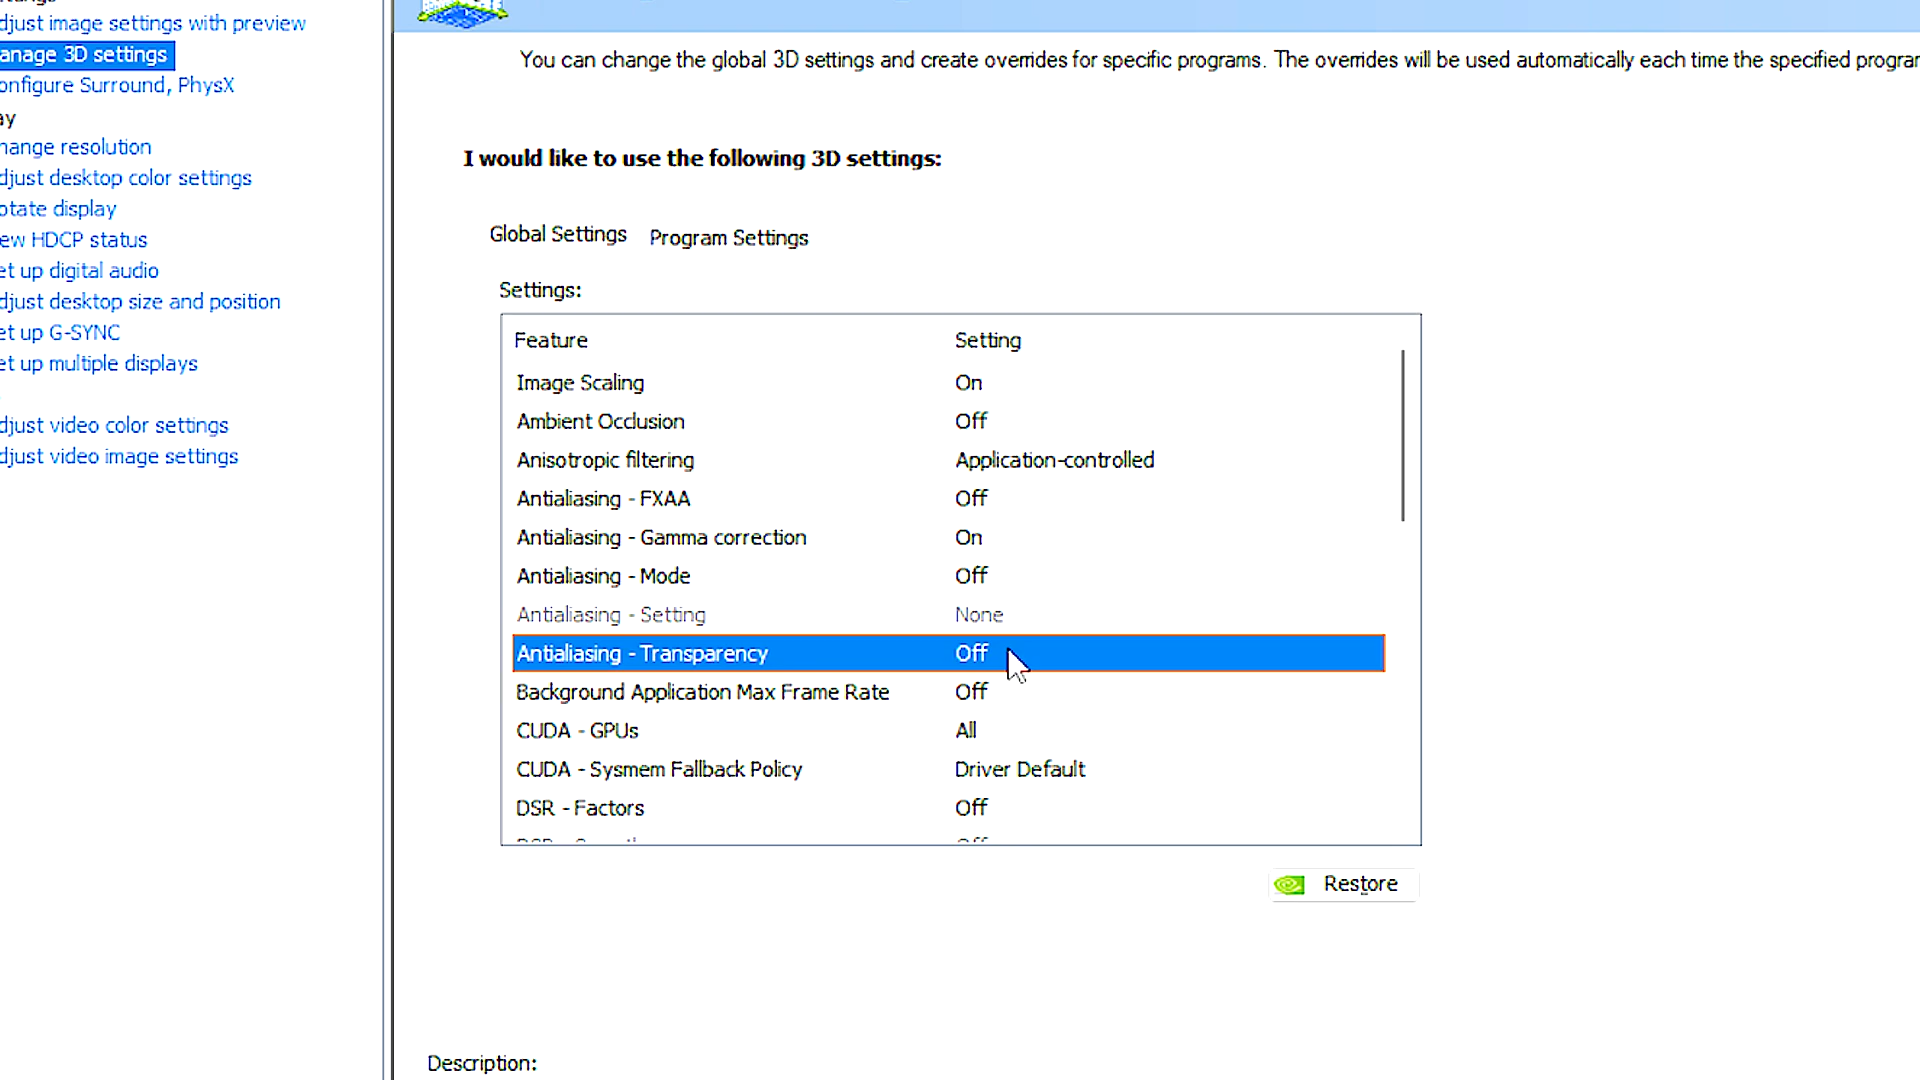 djust image settings with preview
anage 3D settings
onfigure Surround, PhysX
ay
hange resolution
djust desktop color settings
otate display
ew HDCP status
et up digital audio
djust desktop size and position
et up G-SYNC
et up multiple displays
djust video color settings
djust video image settings
You can change the global 3D settings and create overrides for specific programs. The overrides will be used automatically each time the specified progran
I would like to use the following 3D settings:
Global Settings Program Settings
Settings:
Feature Setting
Image Scaling On
Ambient Occlusion Off
Anisotropic filtering Application-controlled
Antialiasing - FXAA Off
Antialiasing - Gamma correction On
Antialiasing - Mode Off
Antialiasing - Setting None
Antialiasing - Transparency Off
Background Application Max Frame Rate Off
CUDA - GPUs All
CUDA - Sysmem Fallback Policy Driver Default
DSR - Factors Off
Restore
Description: